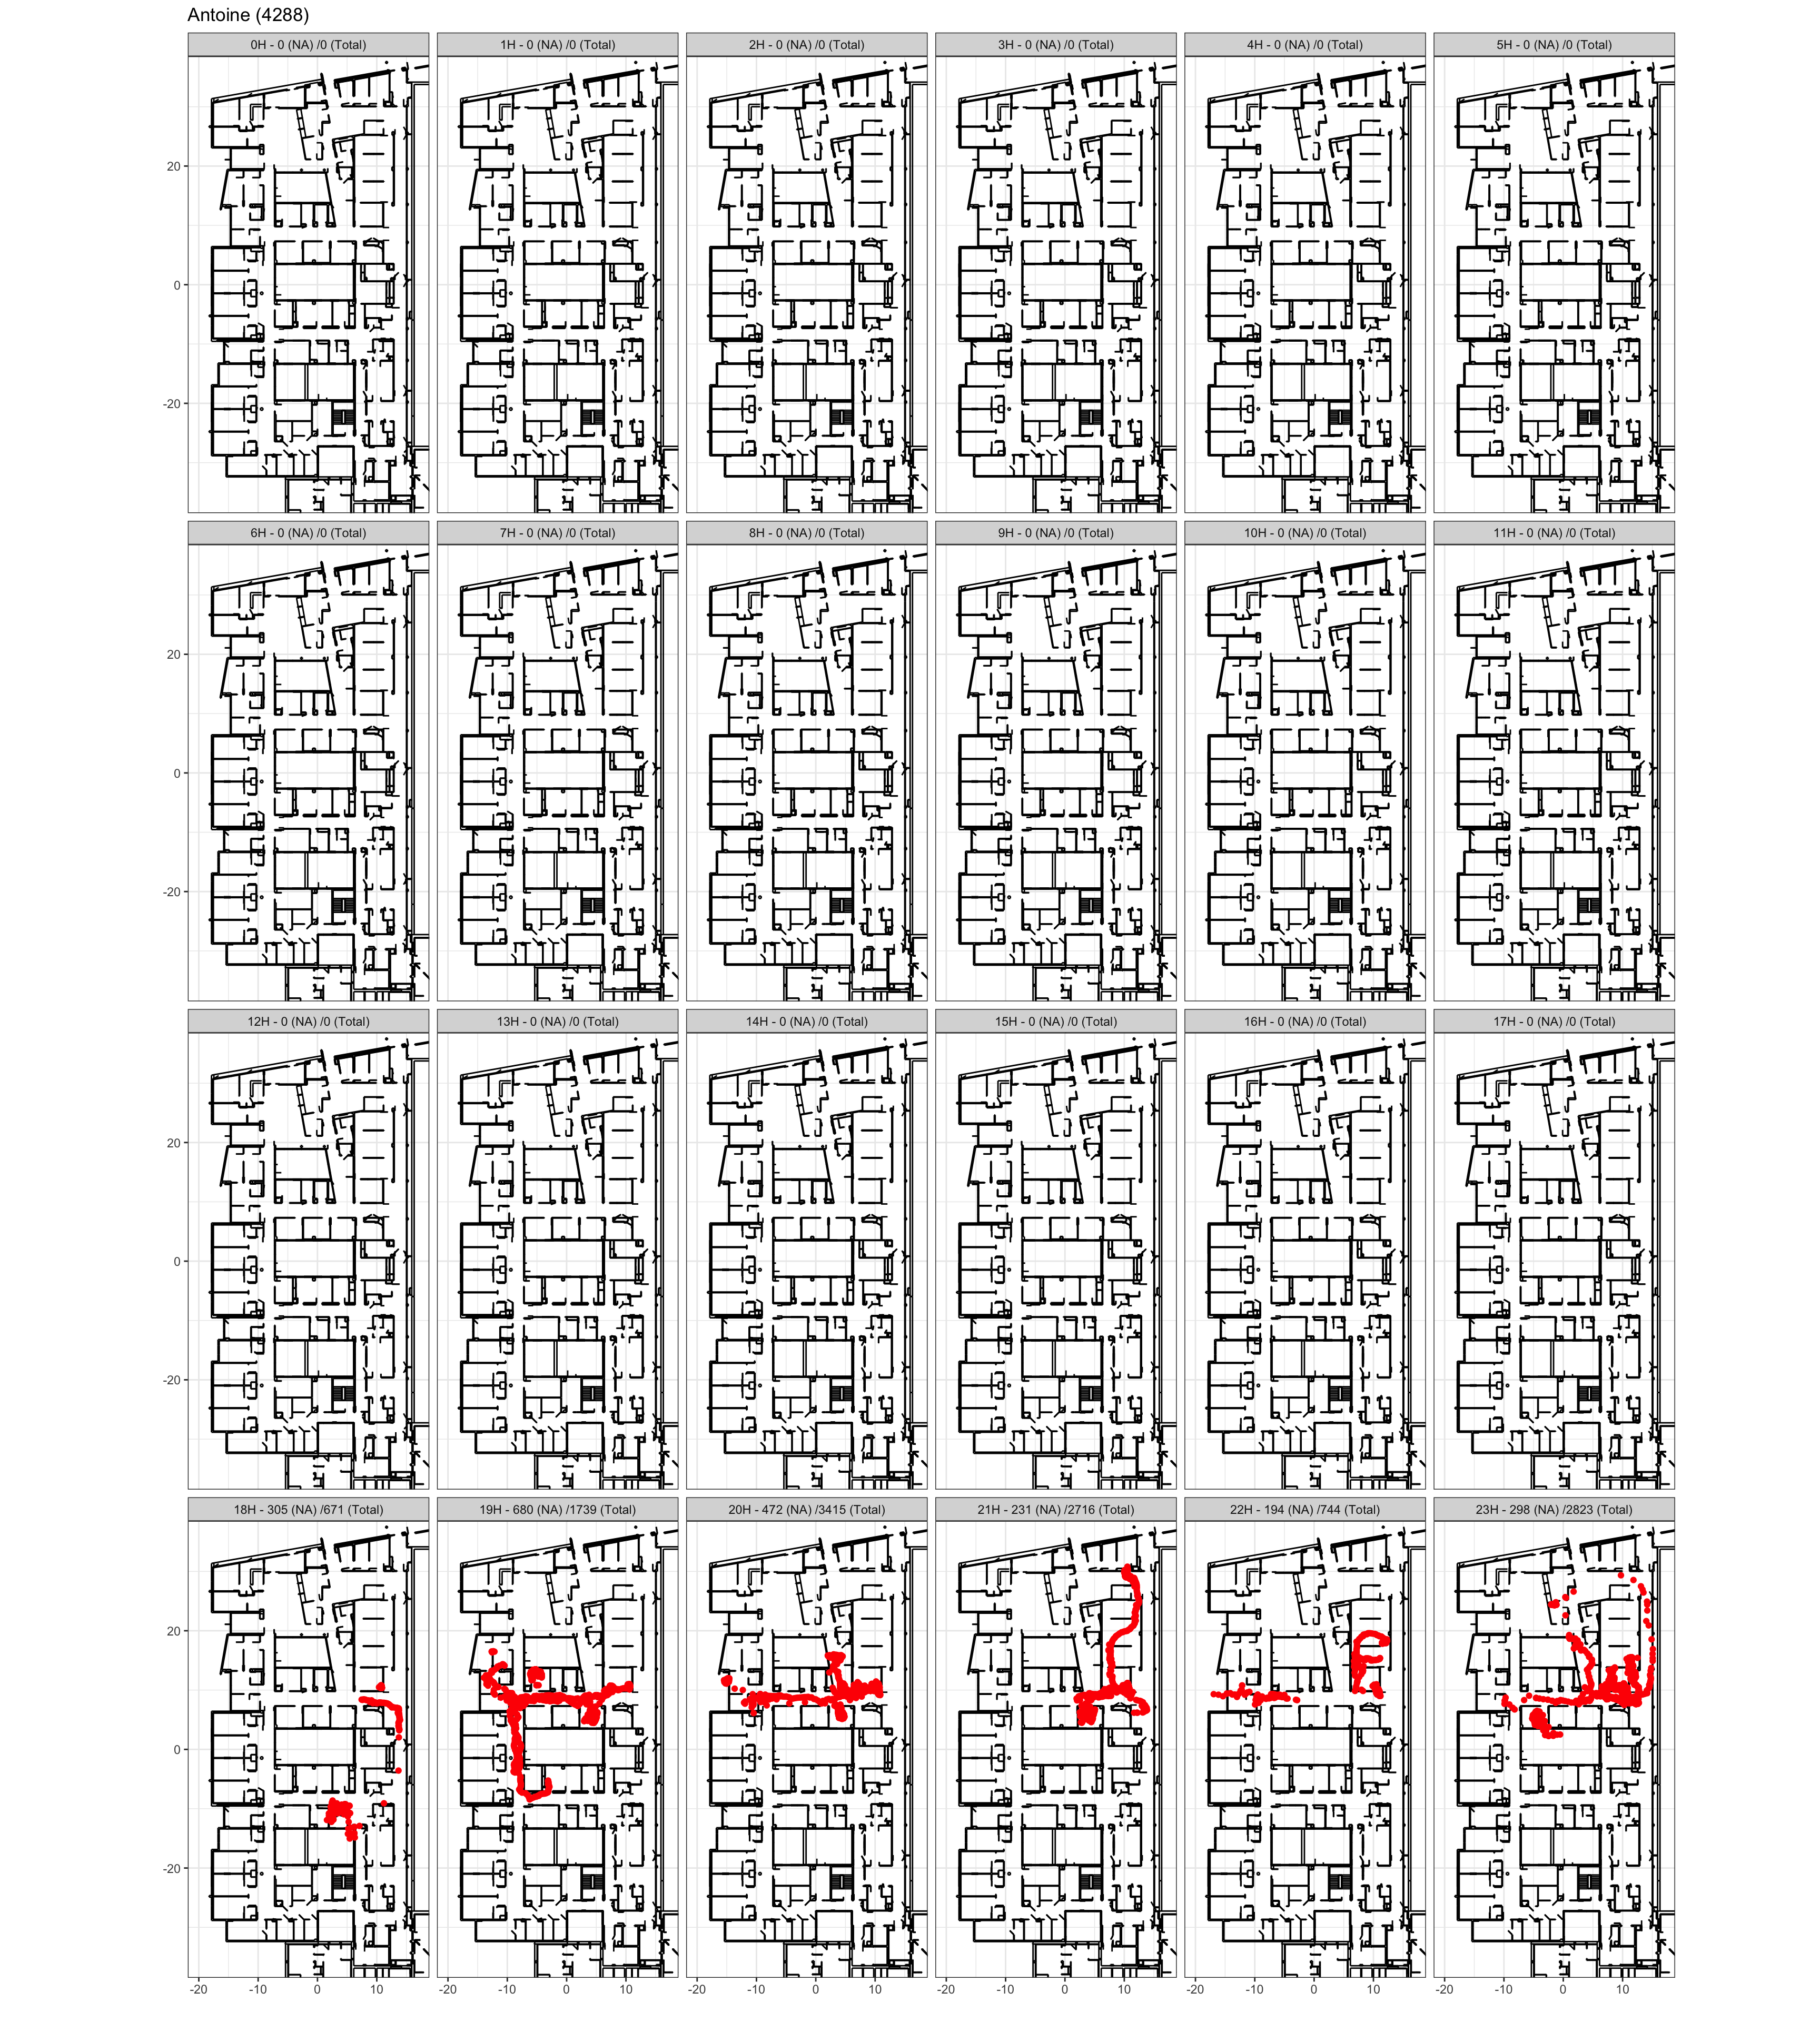 Antoine (4288)
0H - 0 (NA) /0 (Total) 1H - 0 (NA) /0 (Total) 2H - 0 (NA) /0 (Total) 3H - 0 (NA) /0 (Total) 4H - 0 (NA) /0 (Total) 5H - 0 (NA) /0 (Total)
20
0
-20
6H - 0 (NA) /0 (Total) 7H - 0 (NA) /0 (Total) 8H - 0 (NA) /0 (Total) 9H - 0 (NA) /0 (Total) 10H - 0 (NA) /0 (Total) 11H - 0 (NA) /0 (Total)
20
0
-20
12H - 0 (NA) /0 (Total) 13H - 0 (NA) /0 (Total) 14H - 0 (NA) /0 (Total) 15H - 0 (NA) /0 (Total) 16H - 0 (NA) /0 (Total) 17H - 0 (NA) /0 (Total)
20
0
-20
18H - 305 (NA) /671 (Total) 19H - 680 (NA) /1739 (Total) 20H - 472 (NA) /3415 (Total) 21H - 231 (NA) /2716 (Total) 22H - 194 (NA) /744 (Total) 23H - 298 (NA) /2823 (Total)
20
0
-20
-20 -10 0 10 -20 -10 0 10 -20 -10 0 10 -20 -10 0 10 -20 -10 0 10 -20 -10 0 10